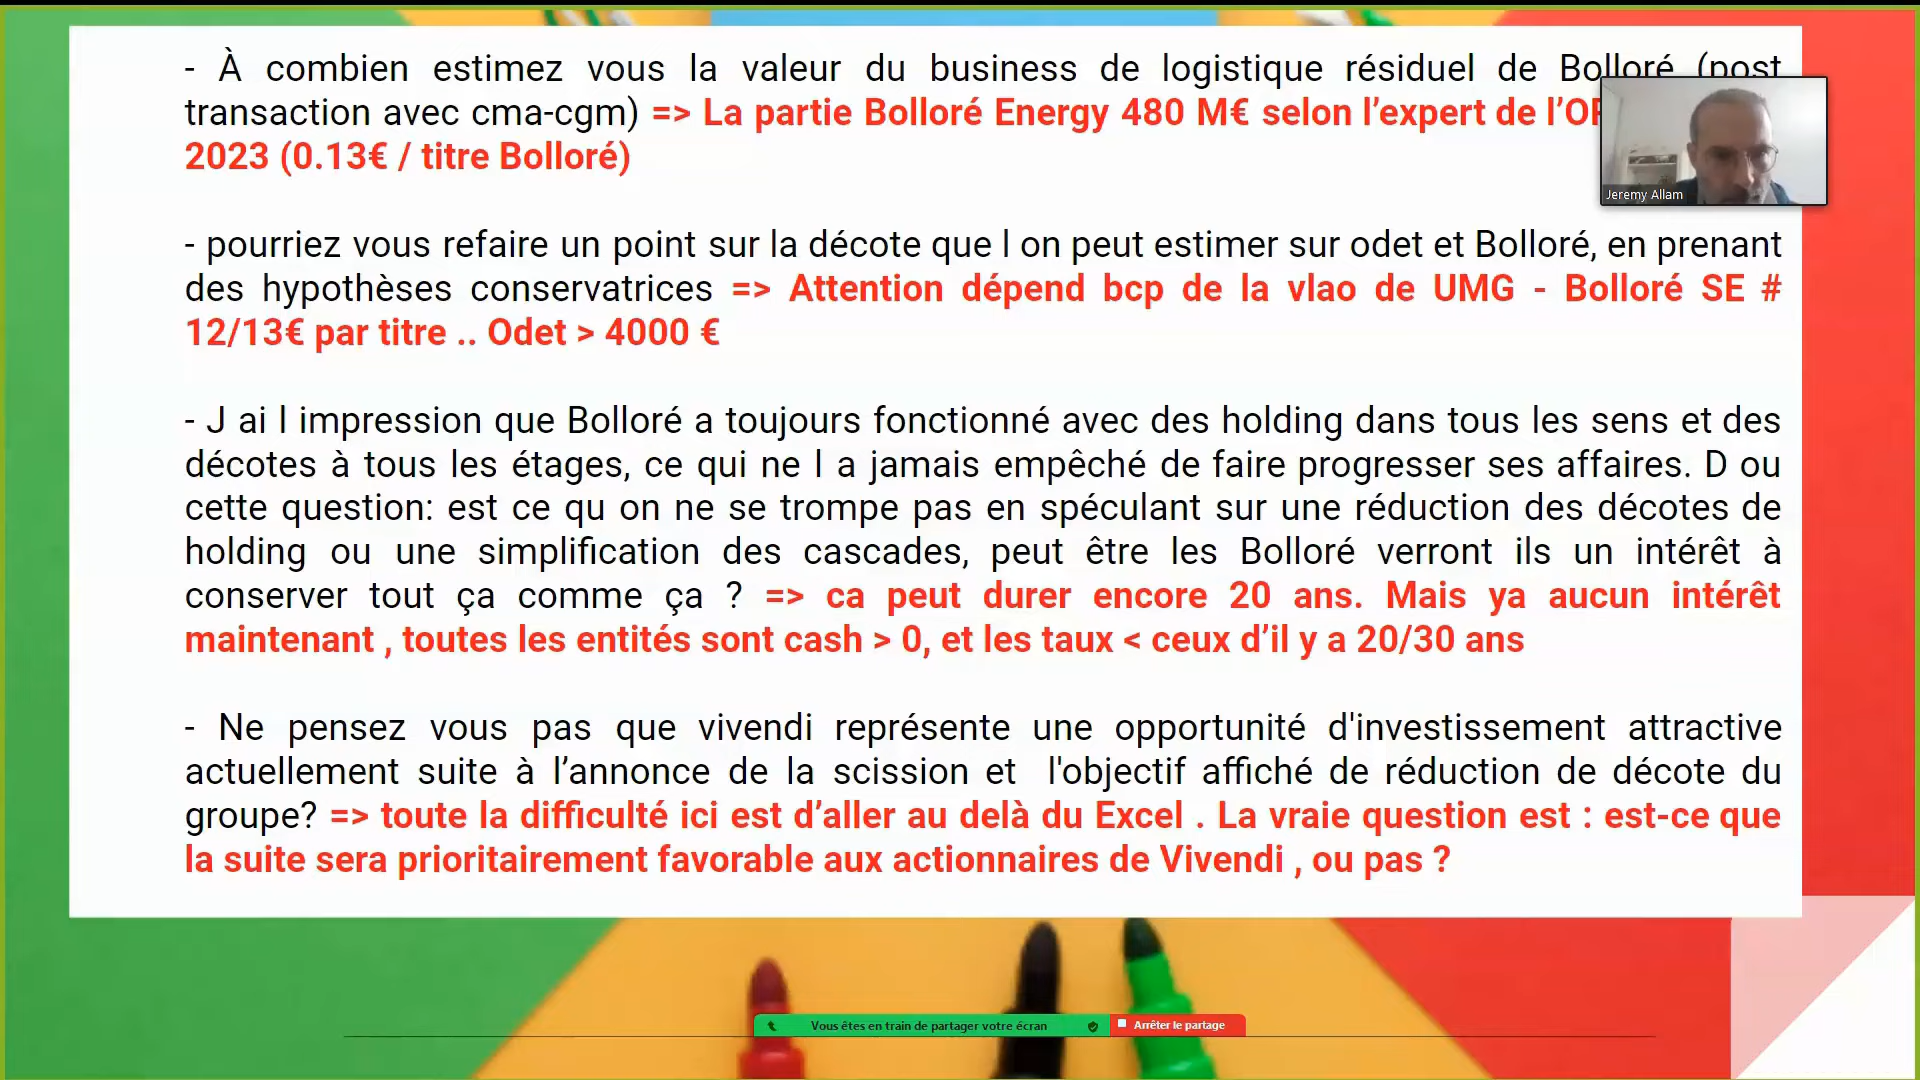 - À combien estimez vous la valeur du business de logistique résiduel de Bolloré (post
transaction avec cma-cgm) => La partie Bolloré Energy 480 M€ selon l’expert de
2023 (0.13€ / titre Bolloré)
Jeremy Allam
- pourriez vous refaire un point sur la décote que l on peut estimer sur odet et Bolloré, en prenant
des hypothèses conservatrices => Attention dépend bcp de la vlao de UMG - Bolloré SE #
12/13€ par titre .. Odet > 4000 €
- J ai l impression que Bolloré a toujours fonctionné avec des holding dans tous les sens et des
décotes à tous les étages, ce qui ne l a jamais empêché de faire progresser ses affaires. D ou
cette question: est ce qu on ne se trompe pas en spéculant sur une réduction des décotes de
holding ou une simplification des cascades, peut être les Bolloré verront ils un intérêt à
conserver tout ça comme ça ? => ca peut durer encore 20 ans. Mais ya aucun intérêt
maintenant , toutes les entités sont cash > 0, et les taux < ceux d’il y a 20/30 ans
- Ne pensez vous pas que vivendi représente une opportunité d'investissement attractive
actuellement suite à l’annonce de la scission et l'objectif affiché de réduction de décote du
groupe? => toute la difficulté ici est d’aller au delà du Excel . La vraie question est : est-ce que
la suite sera prioritairement favorable aux actionnaires de Vivendi , ou pas ?
Vous êtes en train de partager votre écran
Arrêter le partage